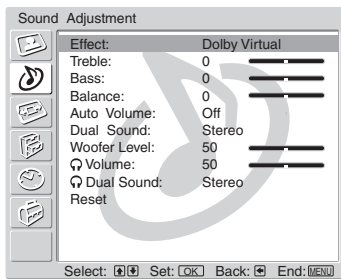 Sound Adjustment
Effect: Dolby Virtual
Treble: 0
Bass: 0
Balance: 0
Auto Volume: Off
Dual Sound: Stereo
Woofer Level: 50
Volume: 50
Dual Sound: Stereo
Reset
Select: Set: OK Back: End: MENU